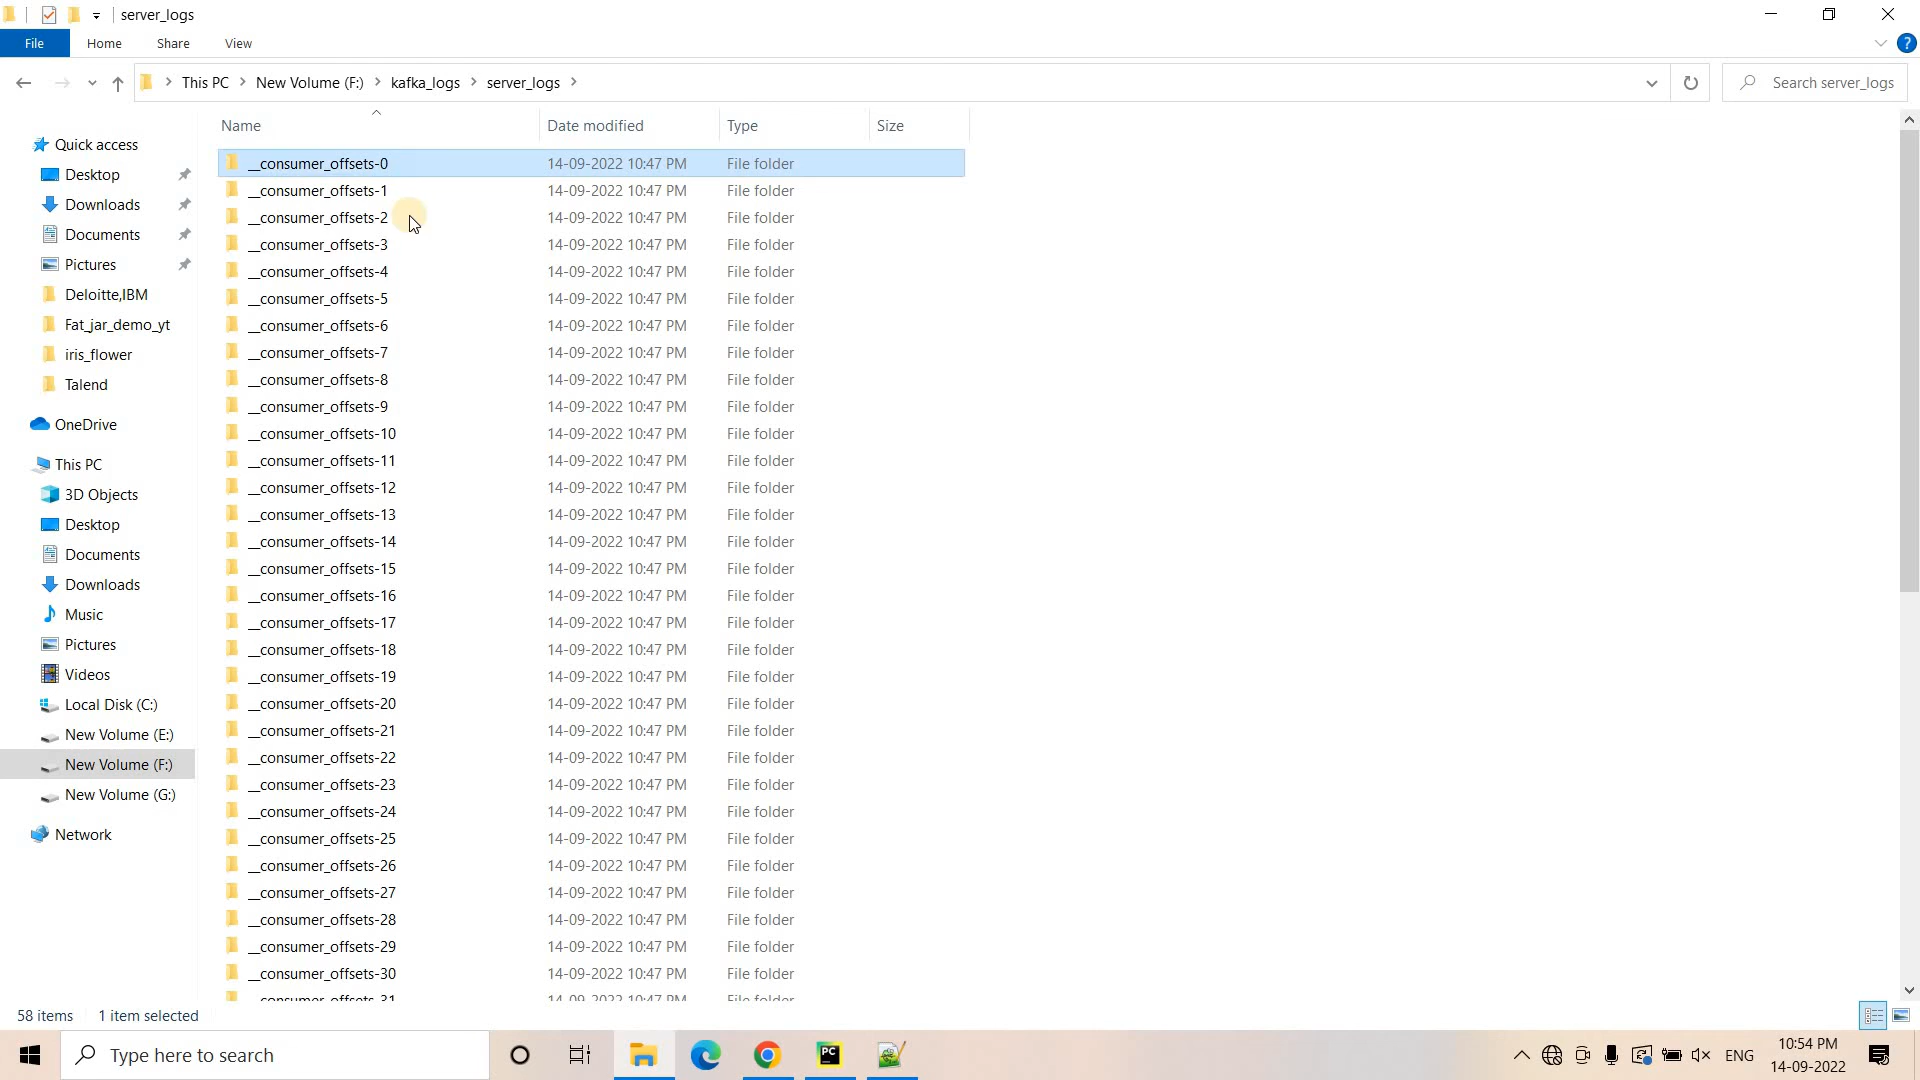 server_logs
File Home Share View
This PC New Volume (F:) kafka_logs server_logs Search server_logs
Name Date modified Type Size
Quick access
Desktop
Downloads
Documents
Pictures
Deloitte,IBM
Fat_jar_demo_yt
iris_flower
Talend
OneDrive
This PC
3D Objects
Desktop
Documents
Downloads
Music
Pictures
Videos
Local Disk (C:)
New Volume (E:)
New Volume (F:)
New Volume (G:)
Network
__consumer_offsets-0 14-09-2022 10:47 PM File folder
__consumer_offsets-1 14-09-2022 10:47 PM File folder
__consumer_offsets-2 14-09-2022 10:47 PM File folder
__consumer_offsets-3 14-09-2022 10:47 PM File folder
__consumer_offsets-4 14-09-2022 10:47 PM File folder
__consumer_offsets-5 14-09-2022 10:47 PM File folder
__consumer_offsets-6 14-09-2022 10:47 PM File folder
__consumer_offsets-7 14-09-2022 10:47 PM File folder
__consumer_offsets-8 14-09-2022 10:47 PM File folder
__consumer_offsets-9 14-09-2022 10:47 PM File folder
__consumer_offsets-10 14-09-2022 10:47 PM File folder
__consumer_offsets-11 14-09-2022 10:47 PM File folder
__consumer_offsets-12 14-09-2022 10:47 PM File folder
__consumer_offsets-13 14-09-2022 10:47 PM File folder
__consumer_offsets-14 14-09-2022 10:47 PM File folder
__consumer_offsets-15 14-09-2022 10:47 PM File folder
__consumer_offsets-16 14-09-2022 10:47 PM File folder
__consumer_offsets-17 14-09-2022 10:47 PM File folder
__consumer_offsets-18 14-09-2022 10:47 PM File folder
__consumer_offsets-19 14-09-2022 10:47 PM File folder
__consumer_offsets-20 14-09-2022 10:47 PM File folder
__consumer_offsets-21 14-09-2022 10:47 PM File folder
__consumer_offsets-22 14-09-2022 10:47 PM File folder
__consumer_offsets-23 14-09-2022 10:47 PM File folder
__consumer_offsets-24 14-09-2022 10:47 PM File folder
__consumer_offsets-25 14-09-2022 10:47 PM File folder
__consumer_offsets-26 14-09-2022 10:47 PM File folder
__consumer_offsets-27 14-09-2022 10:47 PM File folder
__consumer_offsets-28 14-09-2022 10:47 PM File folder
__consumer_offsets-29 14-09-2022 10:47 PM File folder
__consumer_offsets-30 14-09-2022 10:47 PM File folder
__consumer_offsets-31 14-09-2022 10:47 PM File folder
58 items 1 item selected
Type here to search
PC
ENG
10:54 PM
14-09-2022